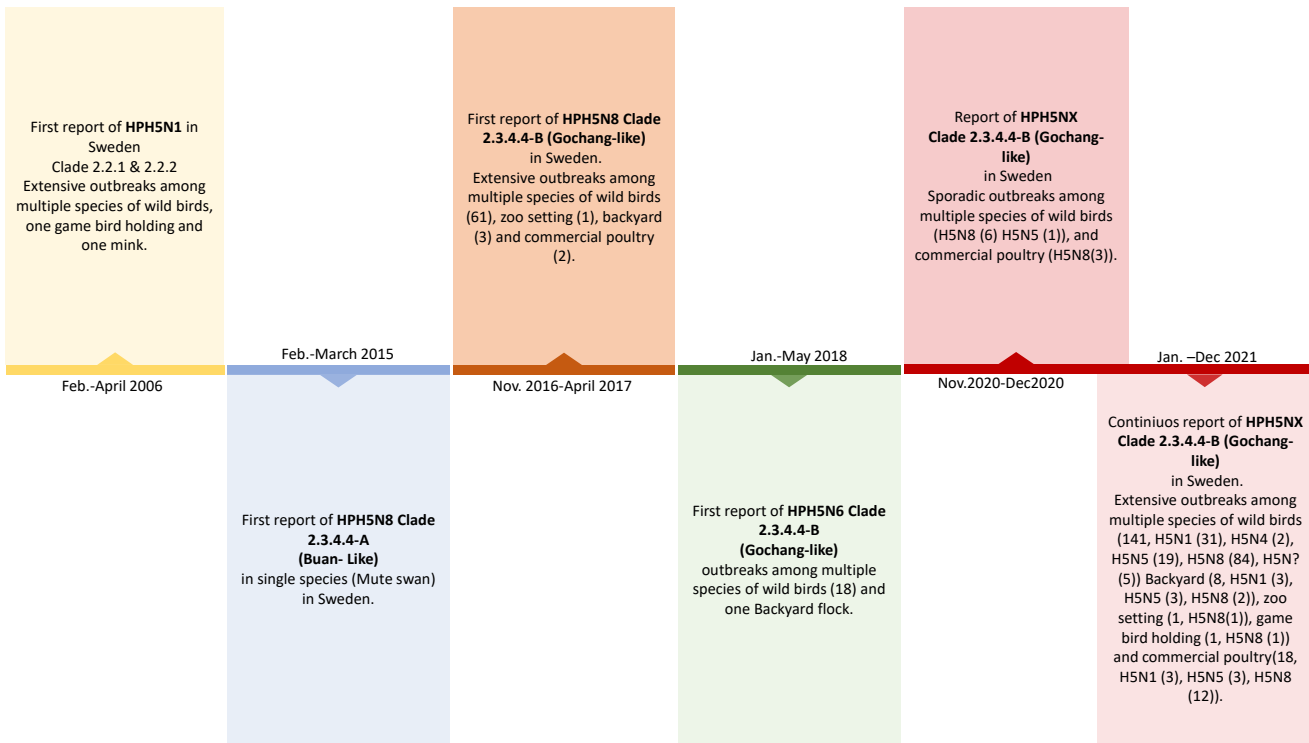 First report of HPH5N1 in
Sweden
Clade 2.2.1 & 2.2.2
Extensive outbreaks among
multiple species of wild birds,
one game bird holding and
one mink.
Feb.-April 2006
Feb.-March 2015
First report of HPH5N8 Clade
2.3.4.4-A
(Buan- Like)
in single species (Mute swan)
in Sweden.
First report of HPH5N8 Clade
2.3.4.4-B (Gochang-like)
in Sweden.
Extensive outbreaks among
multiple species of wild birds
(61), zoo setting (1), backyard
(3) and commercial poultry
(2).
Nov. 2016-April 2017
Jan.-May 2018
First report of HPH5N6 Clade
2.3.4.4-B
(Gochang-like)
outbreaks among multiple
species of wild birds (18) and
one Backyard flock.
Report of HPH5NX
Clade 2.3.4.4-B (Gochang-
like)
in Sweden
Sporadic outbreaks among
multiple species of wild birds
(H5N8 (6) H5N5 (1)), and
commercial poultry (H5N8(3)).
Nov.2020-Dec2020
Jan. –Dec 2021
Continiuos report of HPH5NX
Clade 2.3.4.4-B (Gochang-
like)
in Sweden.
Extensive outbreaks among
multiple species of wild birds
(141, H5N1 (31), H5N4 (2),
H5N5 (19), H5N8 (84), H5N?
(5)) Backyard (8, H5N1 (3),
H5N5 (3), H5N8 (2)), zoo
setting (1, H5N8(1)), game
bird holding (1, H5N8 (1))
and commercial poultry(18,
H5N1 (3), H5N5 (3), H5N8
(12)).